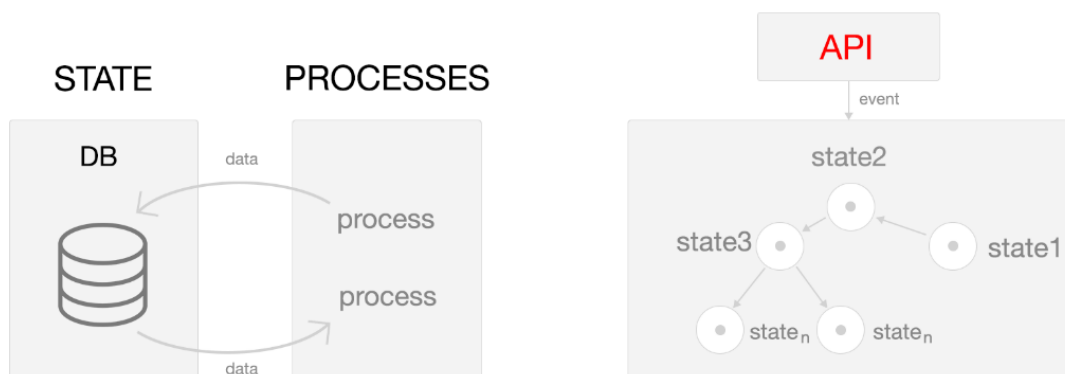 STATE
PROCESSES
DB
data
process
process
data
API
event
state2
state3
state1
stateₙ
stateₙ